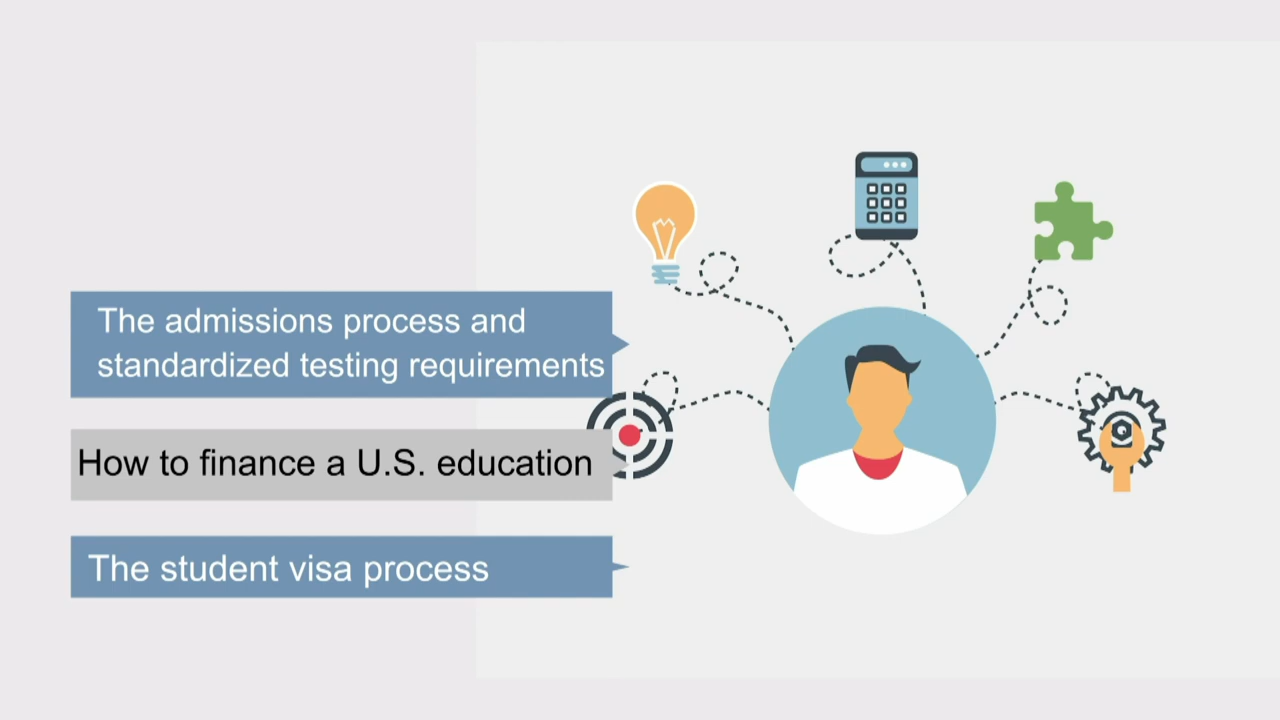 The admissions process and
standardized testing requirements
How to finance a U.S. education
The student visa process